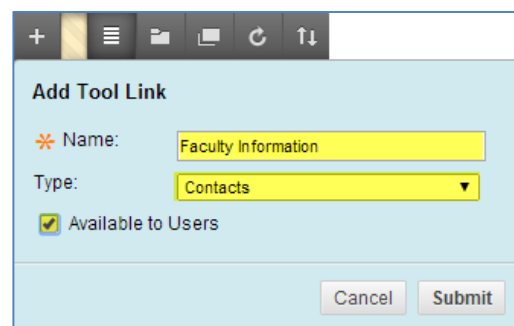 Add Tool Link
Name: Faculty Information
Type: Contacts
Available to Users
Cancel Submit